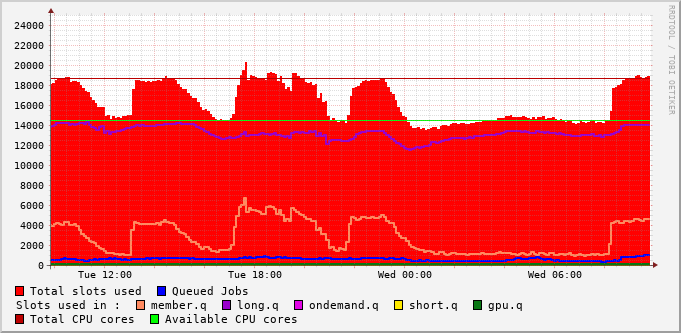 24000
22000
20000
18000
16000
14000
12000
10000
8000
6000
4000
2000
0
Tue 12:00 Tue 18:00 Wed 00:00 Wed 06:00
Total slots used Queued Jobs
Slots used in : member.q long.q ondemand.q short.q gpu.q
Total CPU cores Available CPU cores
RRDTOOL / TOBI OETIKER